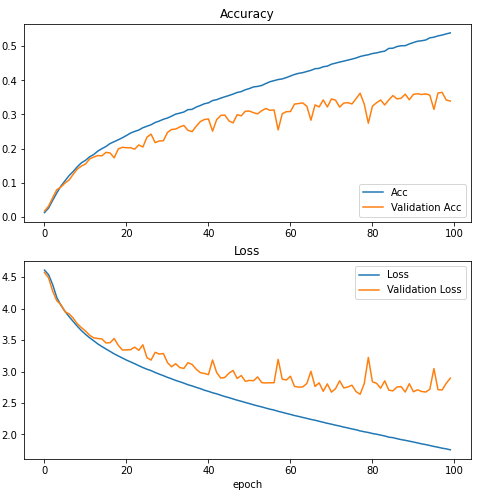 Accuracy
0.5
0.4
0.3
0.2
0.1
0.0
Acc
Validation Acc
0 20 40 60 80 100
Loss
4.5
4.0
3.5
3.0
2.5
2.0
Loss
Validation Loss
0 20 40 60 80 100
epoch